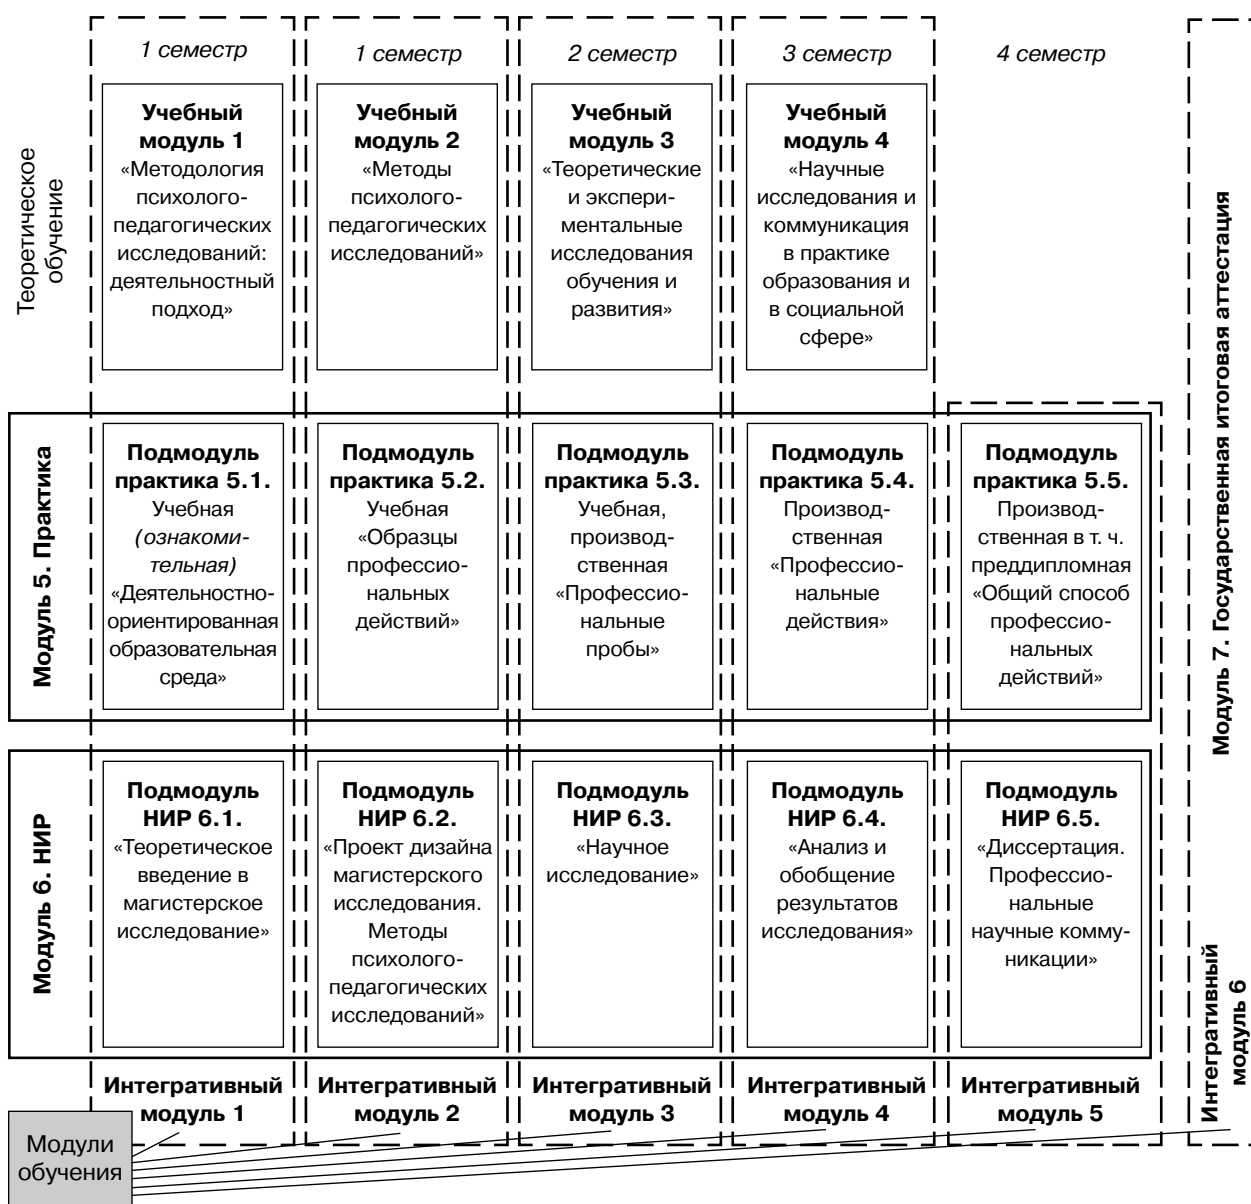 1 семестр
1 семестр
2 семестр
3 семестр
4 семестр
Теоретическое
обучение
Учебный
модуль 1
«Методология
психолого-
педагогических
исследований:
деятельностный
подход»
Учебный
модуль 2
«Методы
психолого-
педагогических
исследований»
Учебный
модуль 3
«Теоретические
и экспери-
ментальные
исследования
обучения и
развития»
Учебный
модуль 4
«Научные
исследования и
коммуникация
в практике
образования и
в социальной
сфере»
Модуль 5. Практика
Подмодуль
практика 5.1.
Учебная
(ознакоми-
тельная)
«Деятельностно-
ориентированная
образовательная
среда»
Подмодуль
практика 5.2.
Учебная
«Образцы
профессио-
нальных
действий»
Подмодуль
практика 5.3.
Учебная,
производ-
ственная
«Профессио-
нальные
пробы»
Подмодуль
практика 5.4.
Производ-
ственная
«Профессио-
нальные
действия»
Подмодуль
практика 5.5.
Производ-
ственная в т. ч.
преддипломная
«Общий способ
профессио-
нальных
действий»
Модуль 6. НИР
Подмодуль
НИР 6.1.
«Теоретическое
введение в
магистерское
исследование»
Подмодуль
НИР 6.2.
«Проект дизайна
магистерского
исследования.
Методы
психолого-
педагогических
исследований»
Подмодуль
НИР 6.3.
«Научное
исследование»
Подмодуль
НИР 6.4.
«Анализ и
обобщение
результатов
исследования»
Подмодуль
НИР 6.5.
«Диссертация.
Профессио-
нальные
научные комму-
никации»
Интегративный
модуль 1
Интегративный
модуль 2
Интегративный
модуль 3
Интегративный
модуль 4
Интегративный
модуль 5
Модуль 7. Государственная итоговая аттестация
Интегративный
модуль 6
Модули
обучения